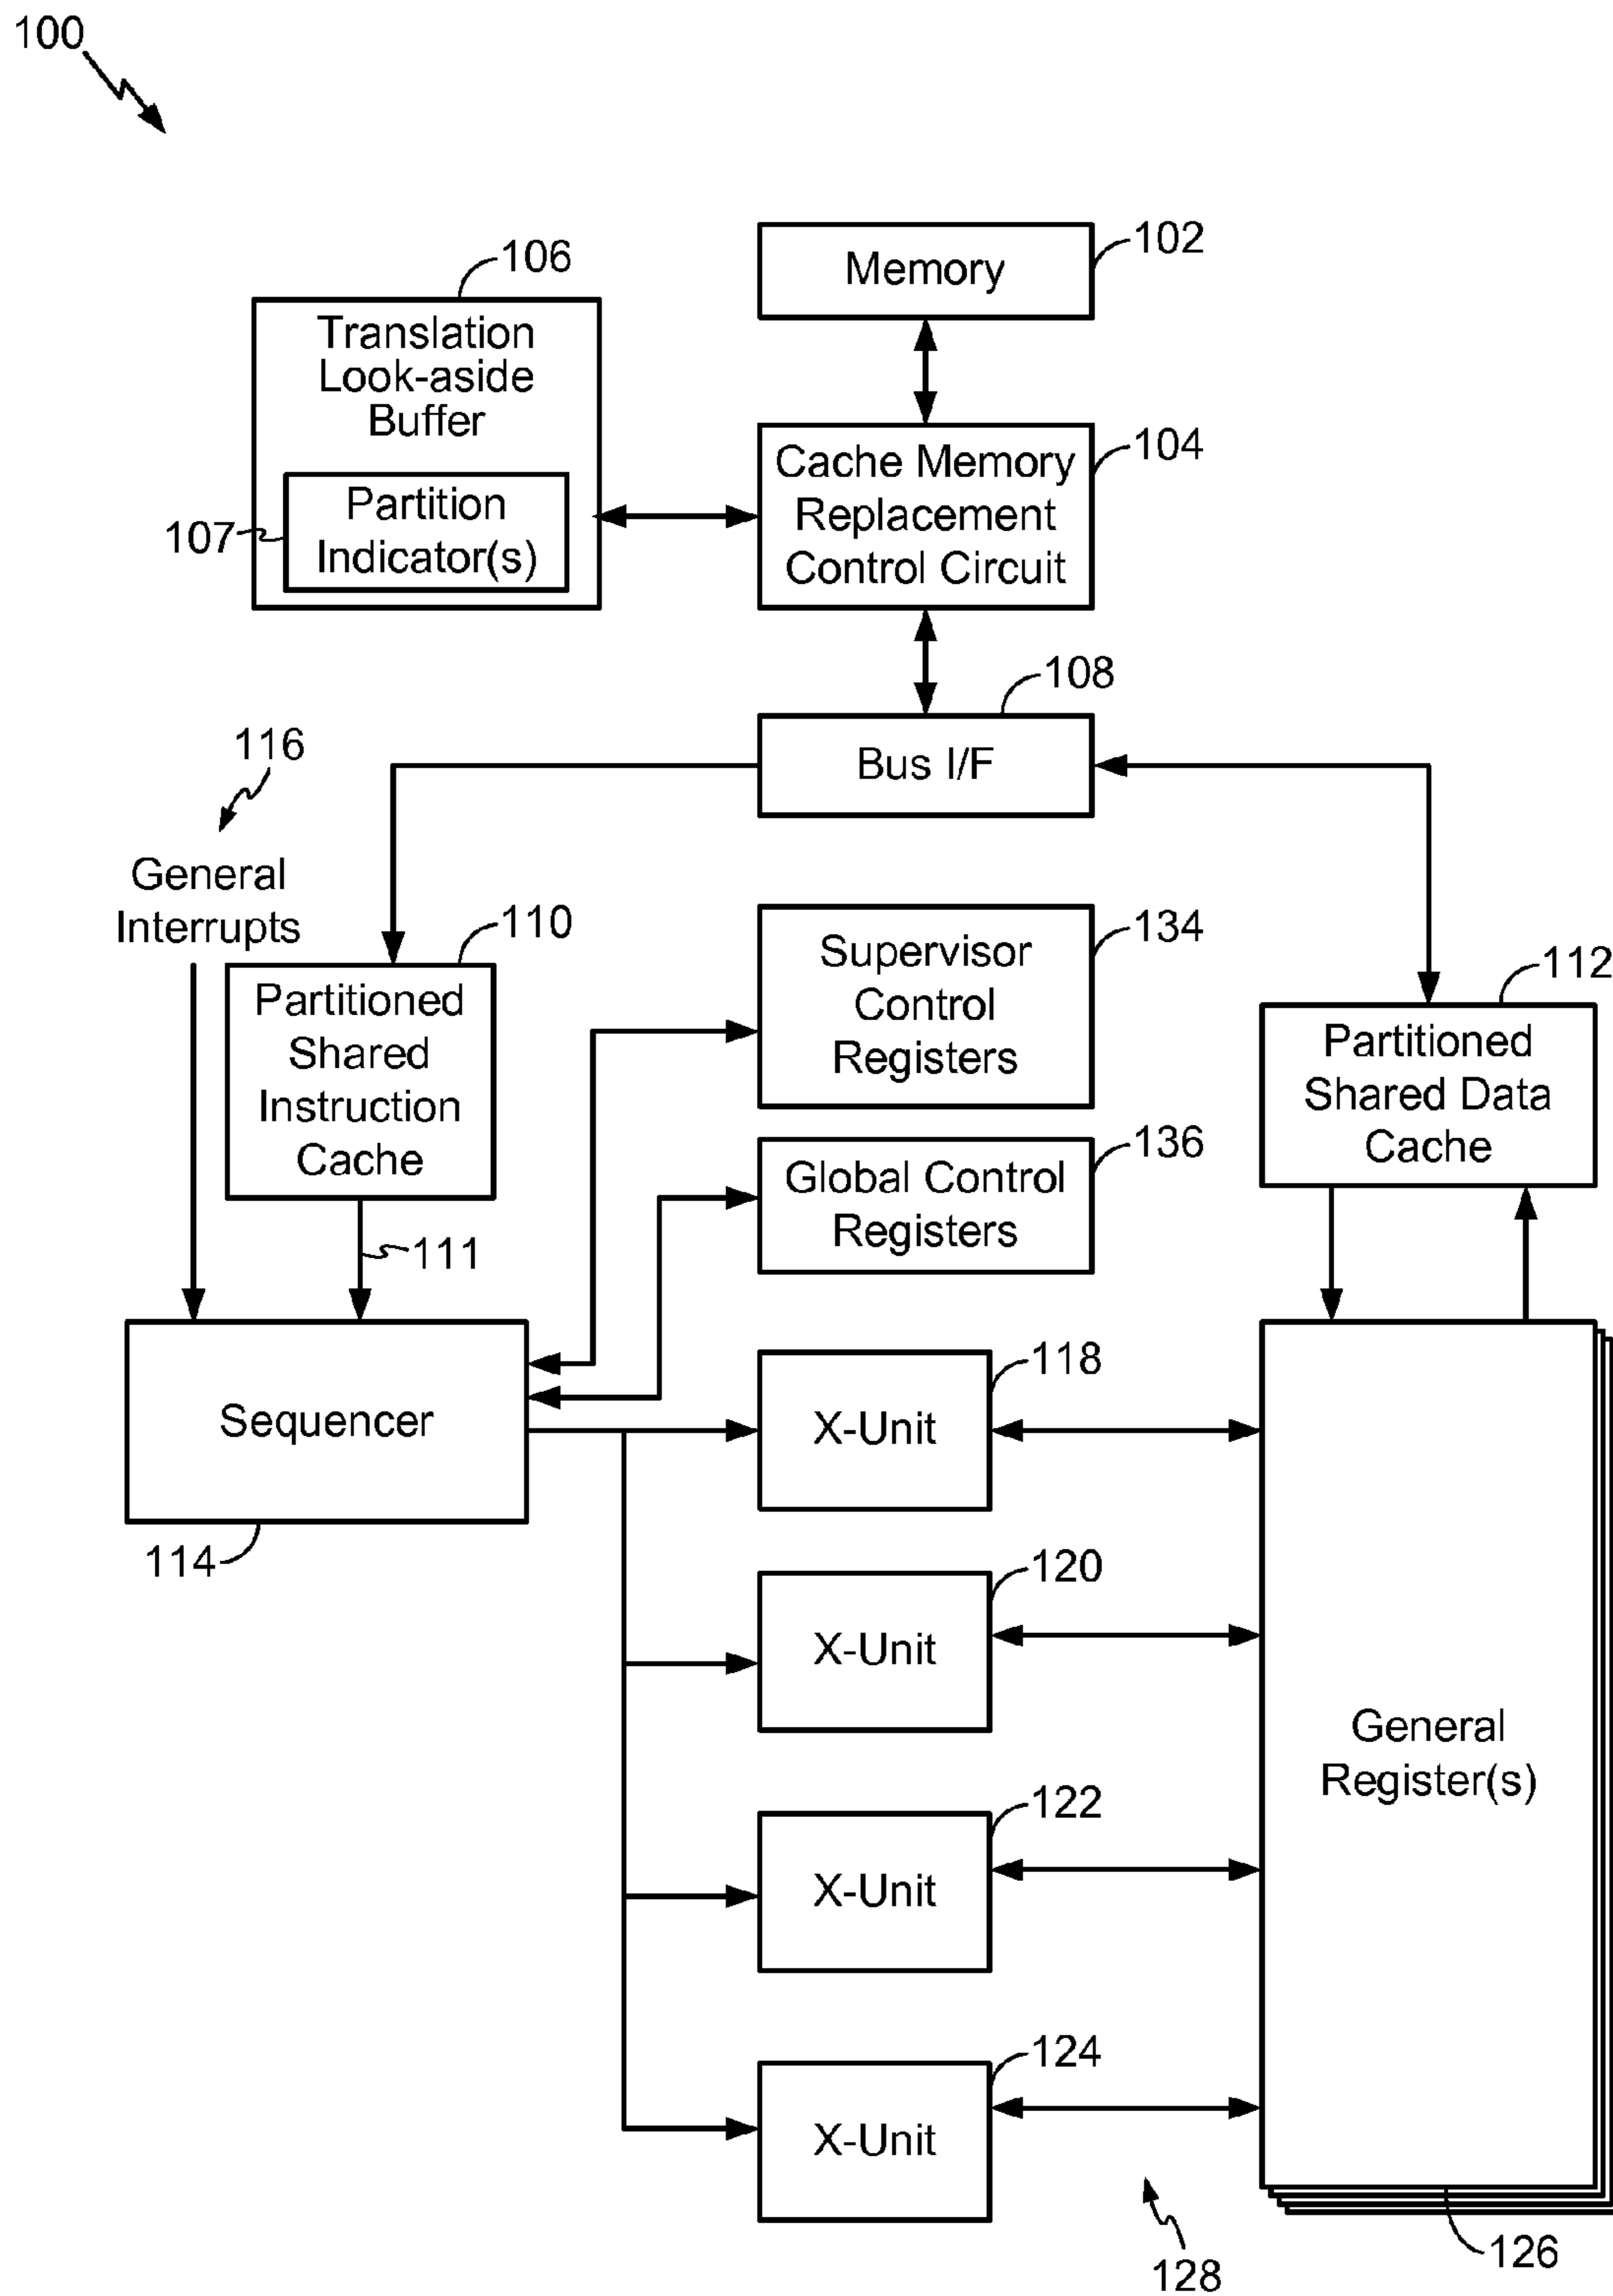 100
102
Memory
106
Translation
Look-aside
Buffer
104
Cache Memory
Replacement
Control Circuit
Partition
Indicator(s)
107
108
Bus I/F
116
General
Interrupts
110
Partitioned
Shared
Instruction
Cache
134
Supervisor
Control
Registers
112
Partitioned
Shared Data
Cache
136
Global Control
Registers
111
Sequencer
114
118
X-Unit
120
X-Unit
122
X-Unit
124
X-Unit
General
Register(s)
126
128